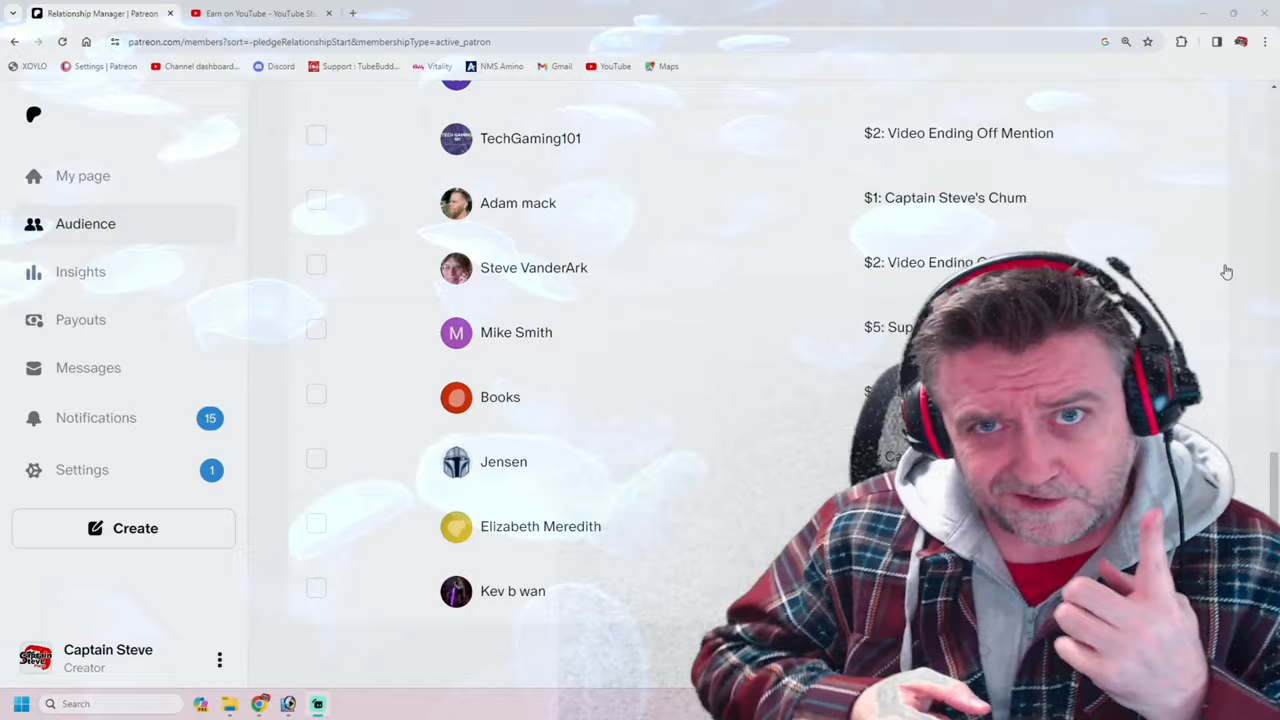 Relationship Manager | Patreon
Earn on YouTube - YouTube St
patreon.com/members?sort=-pledgeRelationshipStart&membershipType=active_patron
XOYLO
Settings | Patreon
Channel dashboar...
Discord
Support : TubeBudd...
Vitality
NMS Amino
Gmail
YouTube
Maps
My page
Audience
Insights
Payouts
Messages
Notifications
15
Settings
1
Create
Captain Steve
Creator
TechGaming101
$2: Video Ending Off Mention
Adam mack
$1: Captain Steve's Chum
Steve VanderArk
$2: Video Ending
M
Mike Smith
$5: Sup
Books
Jensen
Elizabeth Meredith
Kev b wan
Search